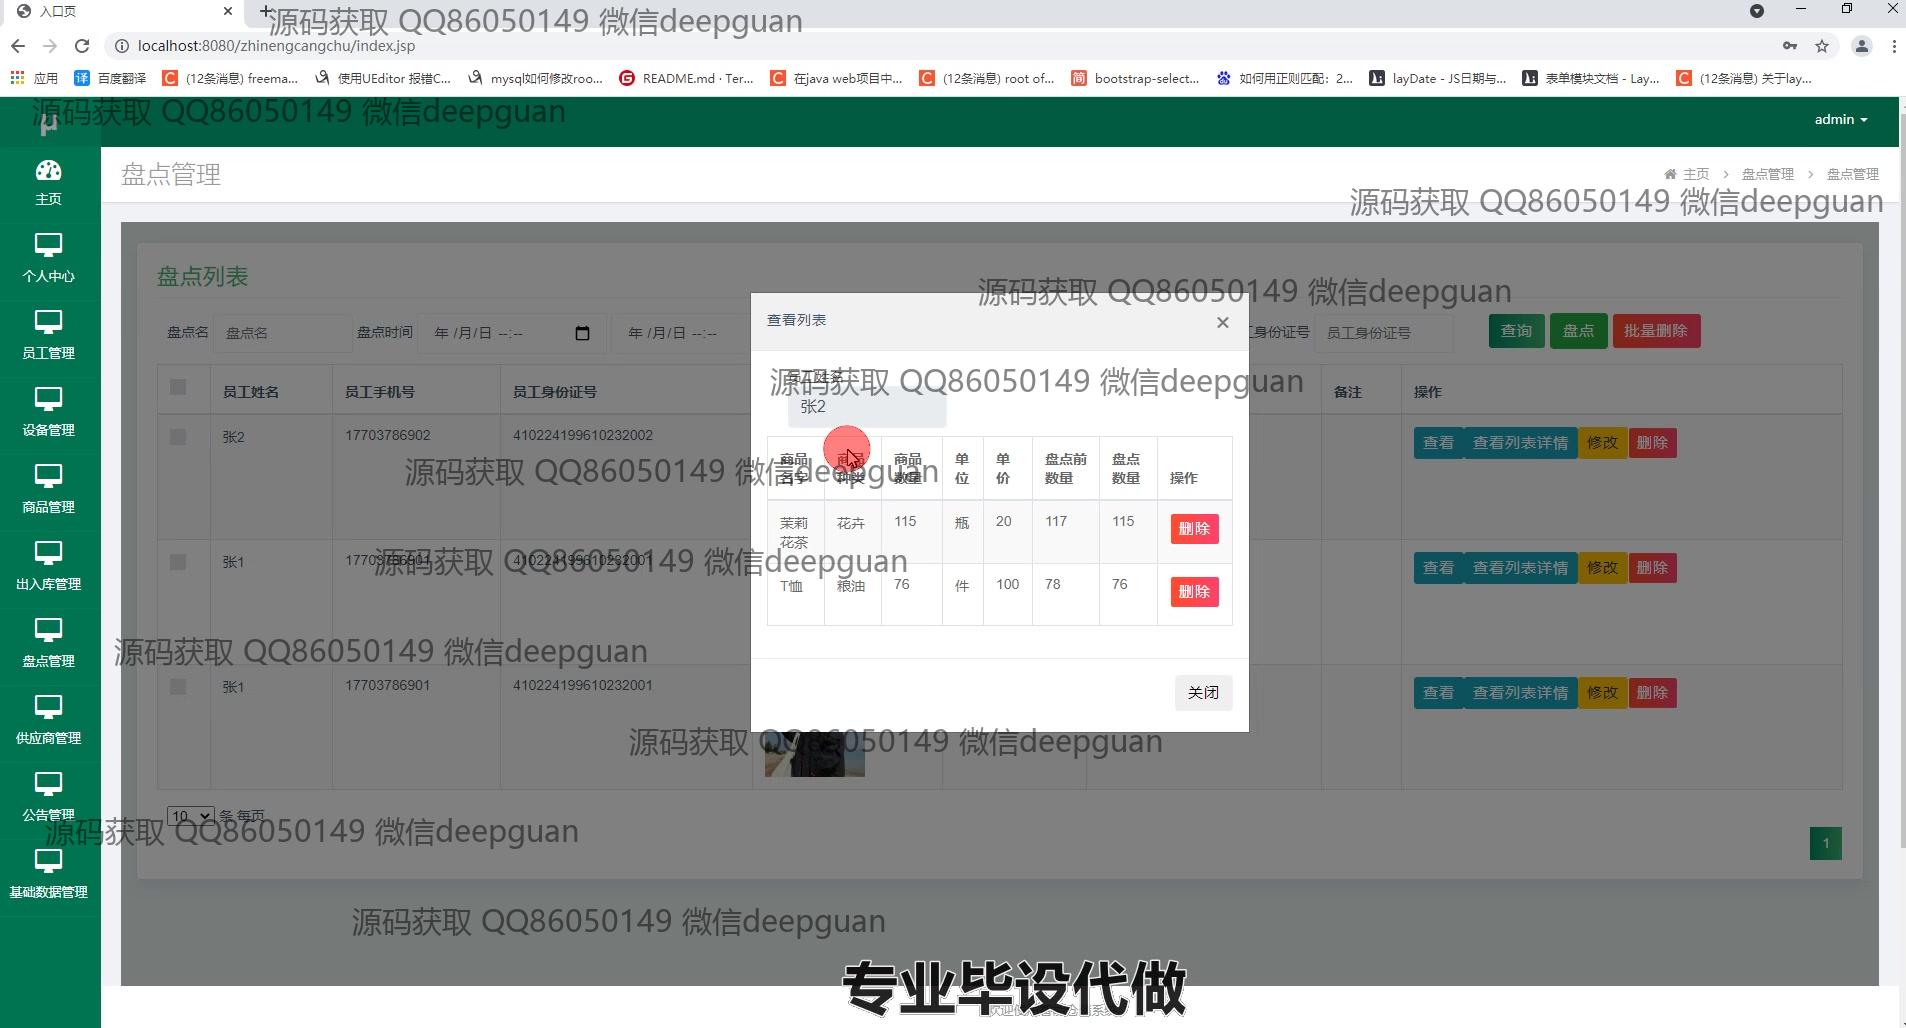 入口页
源码获取 QQ86050149 微信deepguan
localhost:8080/zhinengcangchu/index.jsp
应用 百度翻译 (12条消息) freema... 使用UEditor 报错C... mysql如何修改roo... README.md · Ter... 在java web项目中... (12条消息) root of... bootstrap-select... 如何用正则匹配：2... layDate - JS日期与... 表单模块文档 - Lay... (12条消息) 关于lay...
源码获取 QQ86050149 微信deepguan
μ
admin
主页
个人中心
员工管理
设备管理
商品管理
出入库管理
盘点管理
供应商管理
公告管理
基础数据管理
盘点管理
主页 > 盘点管理 > 盘点管理
源码获取 QQ86050149 微信deepguan
盘点列表
源码获取 QQ86050149 微信deepguan
盘点名 盘点名 盘点时间 年 /月/日 --:-- 年 /月/日 --:-- 身份证号 员工身份证号 查询 盘点 批量删除
员工姓名 员工手机号 员工身份证号 备注 操作
张2 17703786902 410224199610232002 查看 查看列表详情 修改 删除
源码获取 QQ86050149 微信deepguan
张1 17703786901 410224199610232001 查看 查看列表详情 修改 删除
源码获取 QQ86050149 微信deepguan
源码获取 QQ86050149 微信deepguan
张1 17703786901 410224199610232001 查看 查看列表详情 修改 删除
源码获取 QQ86050149 微信deepguan
查看列表
×
员工姓名
源码获取 QQ86050149 微信deepguan
张2
商品名字 商品种类 商品数量 单位 单价 盘点前数量 盘点数量 操作
茉莉花茶 花卉 115 瓶 20 117 115 删除
T恤 粮油 76 件 100 78 76 删除
关闭
10 条 每页
源码获取 QQ86050149 微信deepguan
1
源码获取 QQ86050149 微信deepguan
专业毕设代做